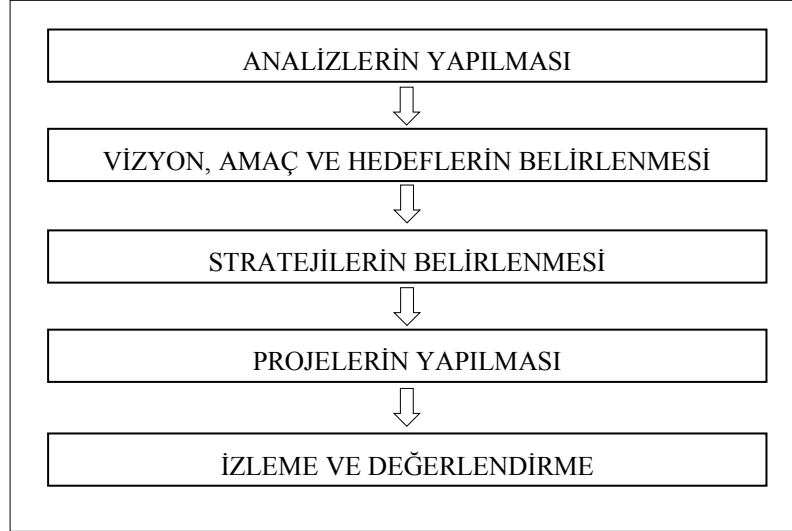 ANALİZLERİN YAPILMASI
VİZYON, AMAÇ VE HEDEFLERİN BELİRLENMESİ
STRATEJİLERİN BELİRLENMESİ
PROJELERİN YAPILMASI
İZLEME VE DEĞERLENDİRME